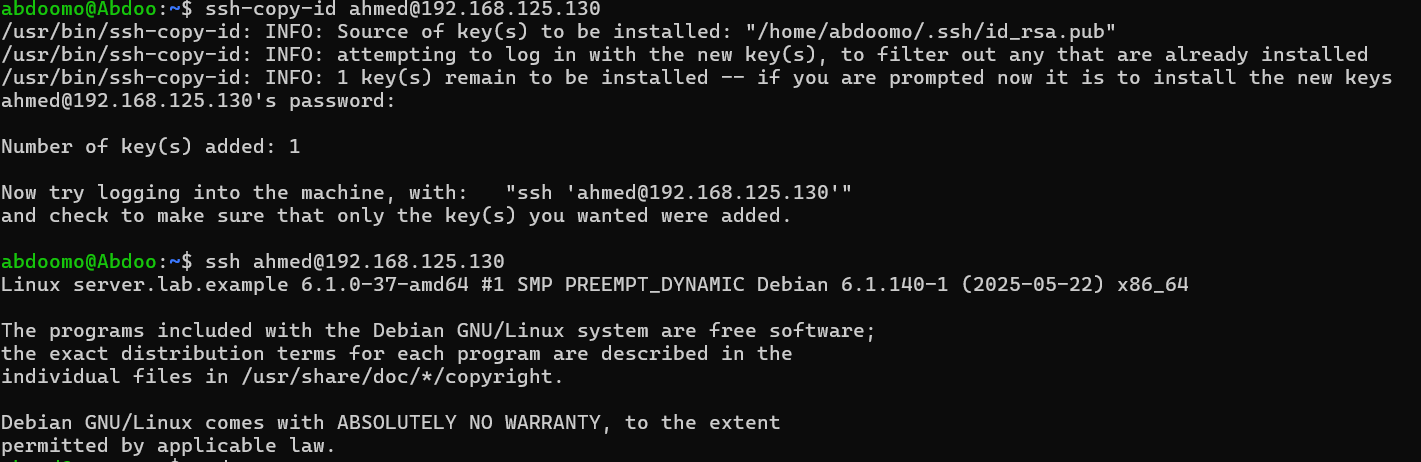 abdoomo@Abdoo:~$ ssh-copy-id ahmed@192.168.125.130
/usr/bin/ssh-copy-id: INFO: Source of key(s) to be installed: "/home/abdoomo/.ssh/id_rsa.pub"
/usr/bin/ssh-copy-id: INFO: attempting to log in with the new key(s), to filter out any that are already installed
/usr/bin/ssh-copy-id: INFO: 1 key(s) remain to be installed -- if you are prompted now it is to install the new keys
ahmed@192.168.125.130's password:
Number of key(s) added: 1
Now try logging into the machine, with:   "ssh 'ahmed@192.168.125.130'"
and check to make sure that only the key(s) you wanted were added.
abdoomo@Abdoo:~$ ssh ahmed@192.168.125.130
Linux server.lab.example 6.1.0-37-amd64 #1 SMP PREEMPT_DYNAMIC Debian 6.1.140-1 (2025-05-22) x86_64
The programs included with the Debian GNU/Linux system are free software;
the exact distribution terms for each program are described in the
individual files in /usr/share/doc/*/copyright.
Debian GNU/Linux comes with ABSOLUTELY NO WARRANTY, to the extent
permitted by applicable law.